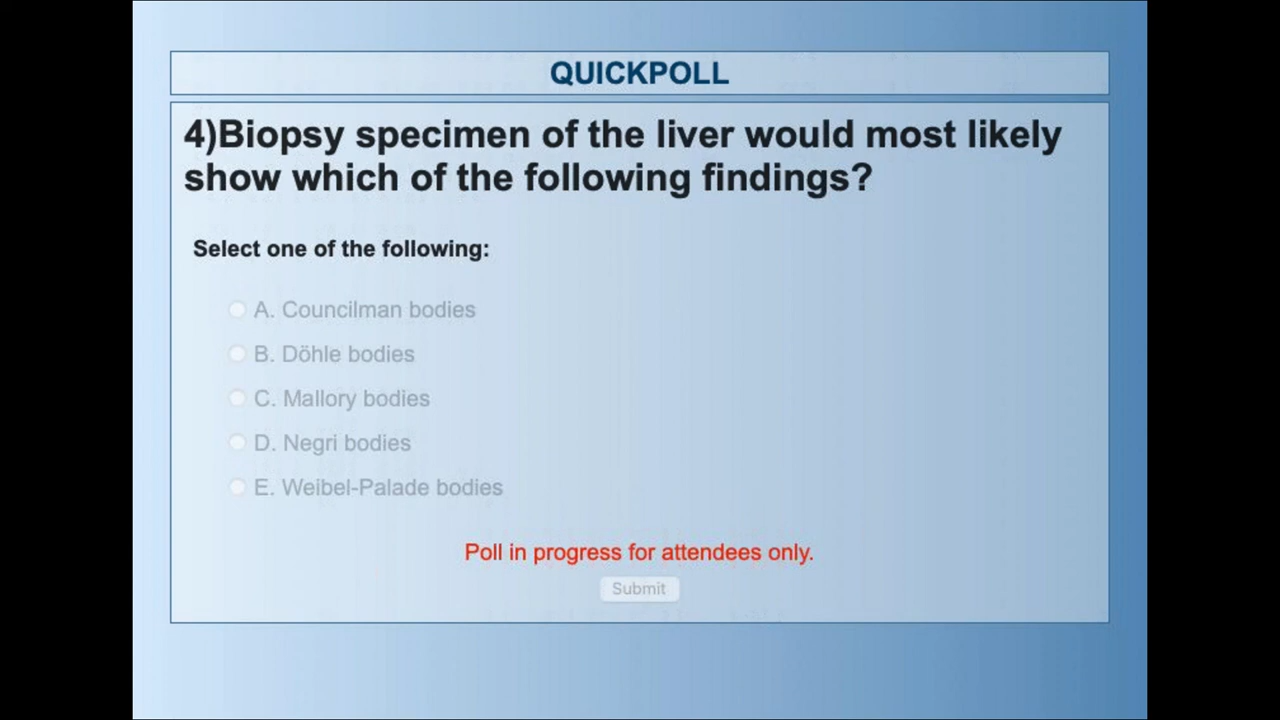 QUICKPOLL
4)Biopsy specimen of the liver would most likely
show which of the following findings?
Select one of the following:
A. Councilman bodies
B. Döhle bodies
C. Mallory bodies
D. Negri bodies
E. Weibel-Palade bodies
Poll in progress for attendees only.
Submit